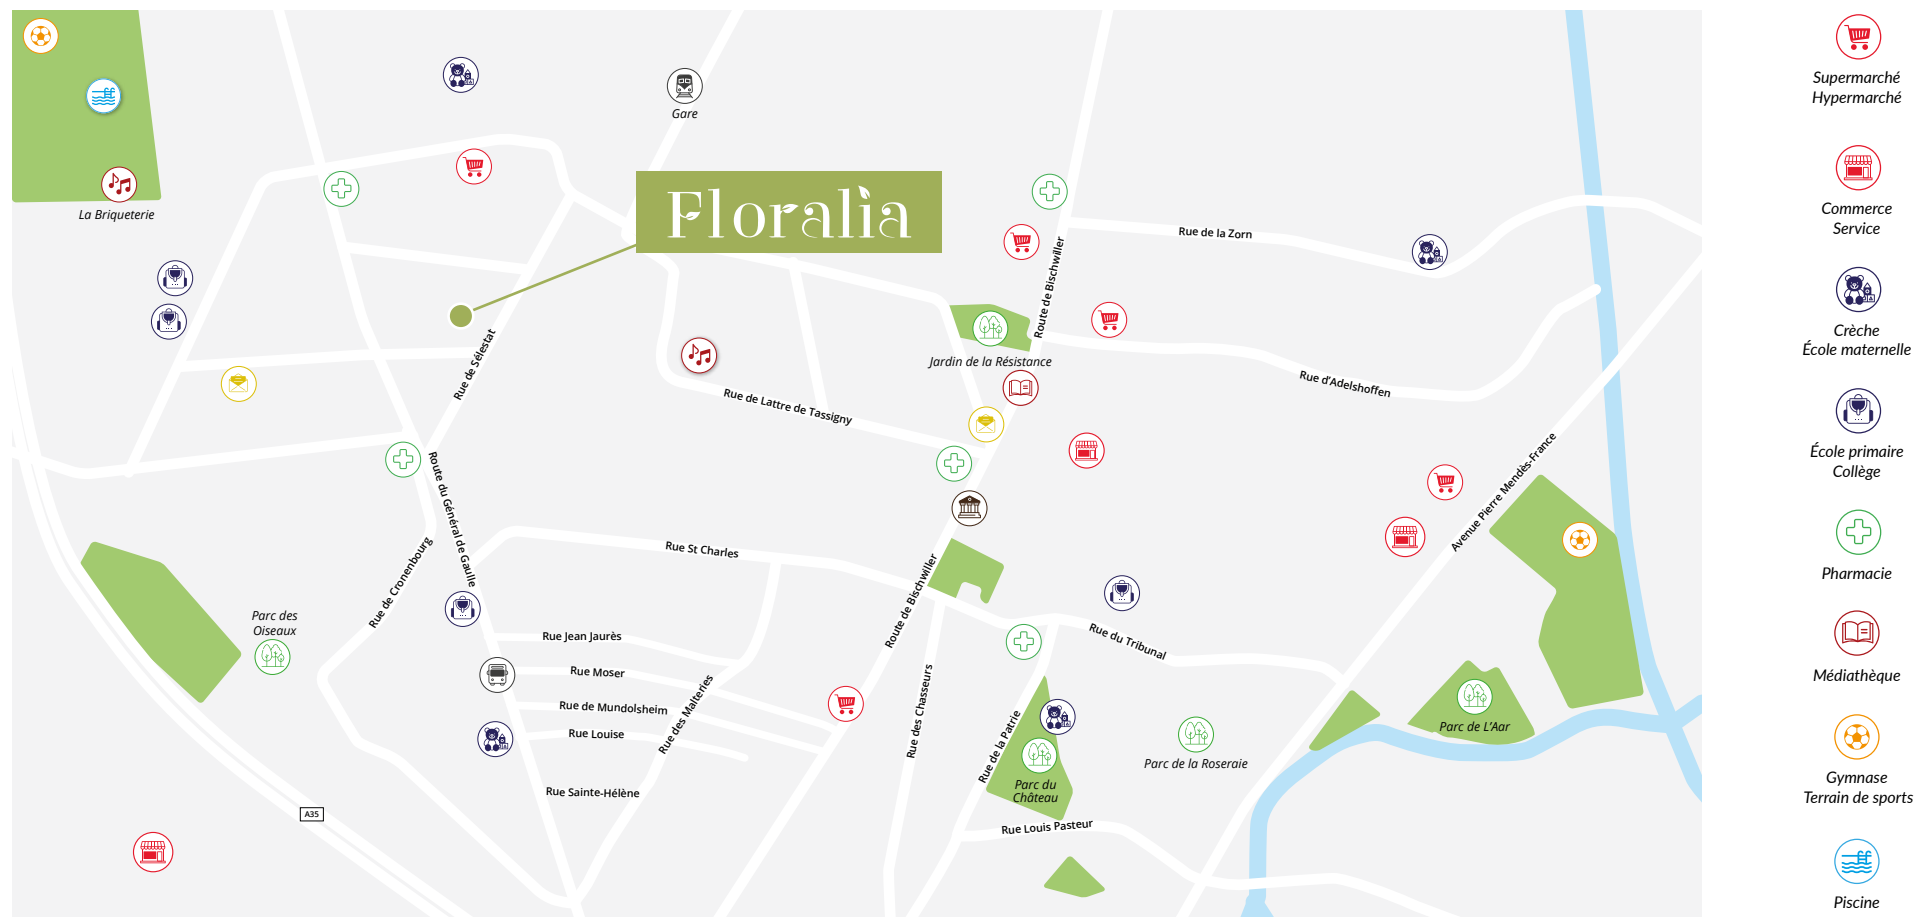 Gare
Floralia
La Briqueterie
Rue de la Zorn
Route de Bischwiller
Jardin de la Résistance
Rue de Sélestat
Rue d'Adelshoffen
Rue de Lattre de Tassigny
Avenue Pierre Mendès-France
Route du Général de Gaulle
Rue de Cronenbourg
Rue St Charles
Route de Bischwiller
Parc des
Oiseaux
Rue Jean Jaurès
Rue Moser
Rue de Mundolsheim
Rue Louise
Rue des Malteries
Rue Sainte-Hélène
Rue du Tribunal
Rue des Chasseurs
Rue de la Patrie
Parc du
Château
Parc de la Roseraie
Parc de L'Aar
Rue Louis Pasteur
A35
Supermarché
Hypermarché
Commerce
Service
Crèche
École maternelle
École primaire
Collège
Pharmacie
Médiathèque
Gymnase
Terrain de sports
Piscine